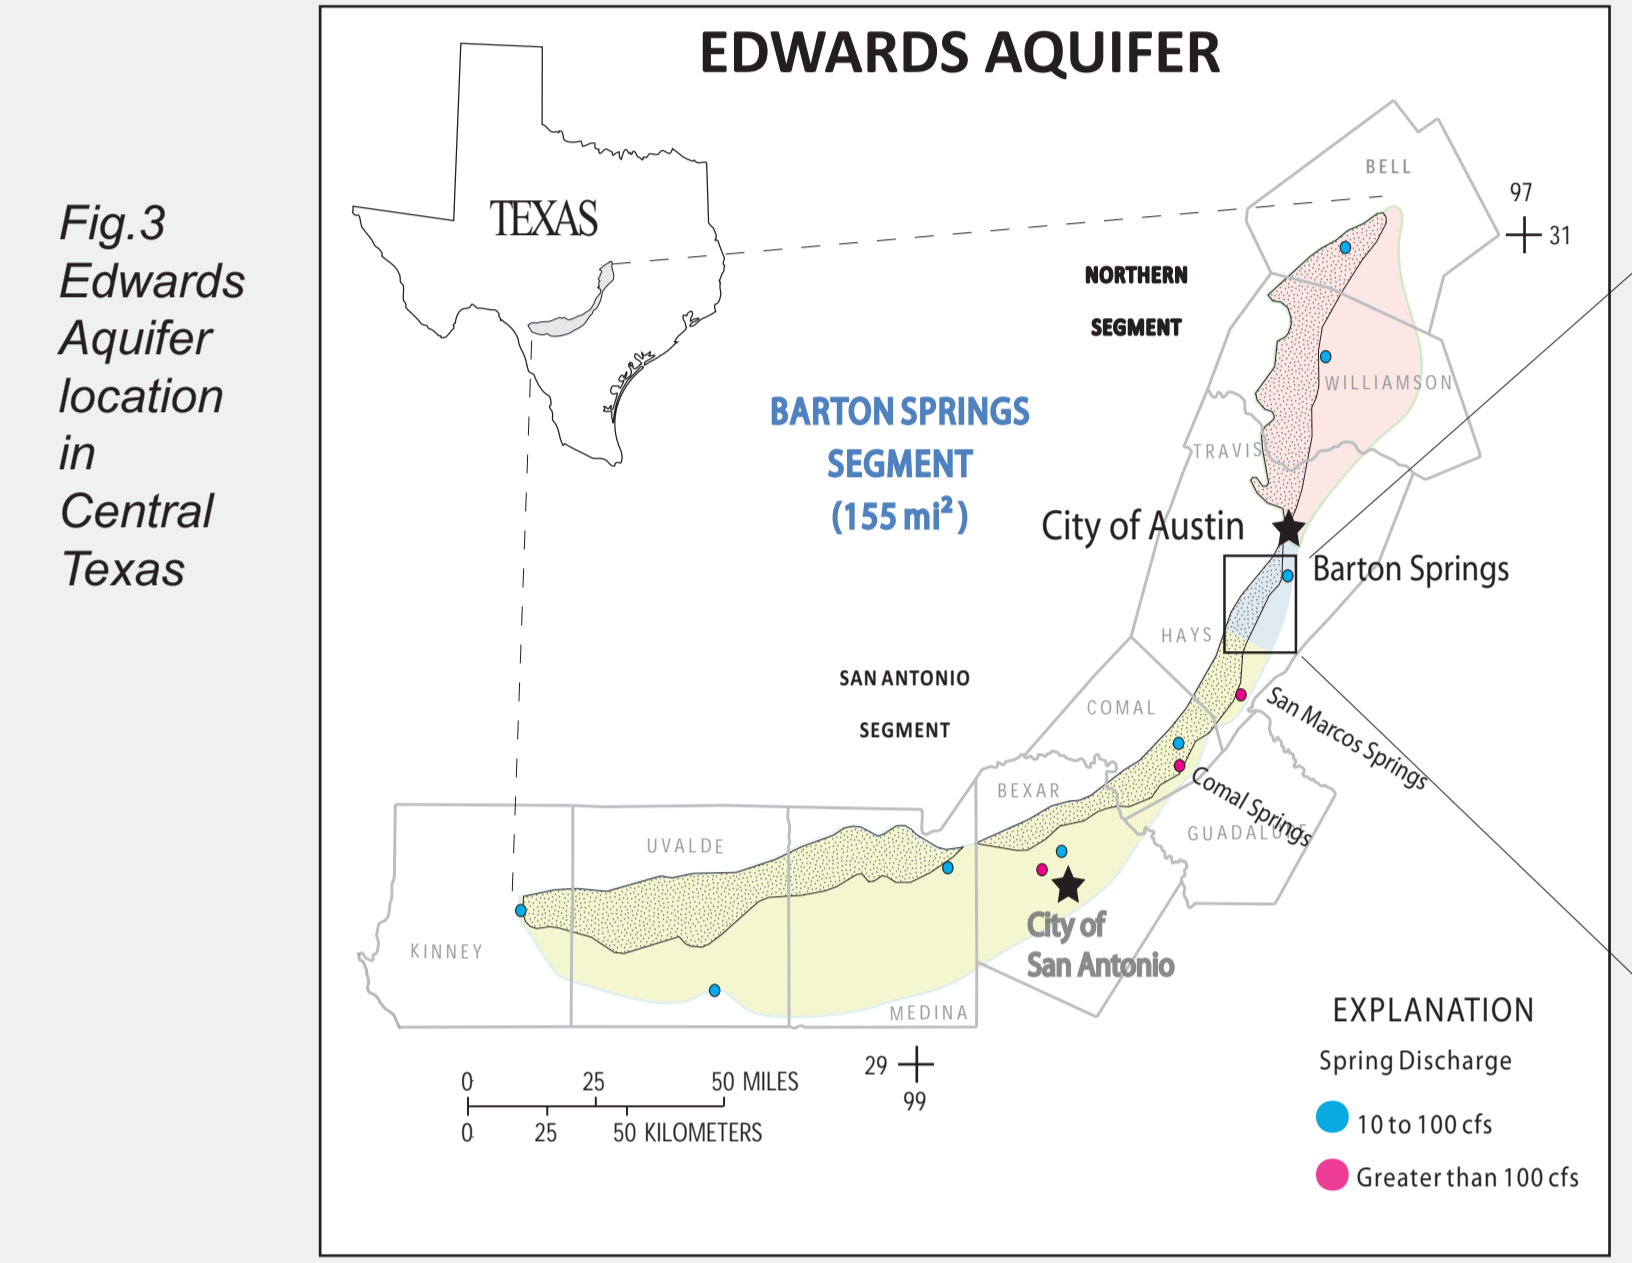 Fig.3
Edwards
Aquifer
location
in
Central
Texas
EDWARDS AQUIFER
TEXAS
BELL
97
31
NORTHERN
SEGMENT
WILLIAMSON
BARTON SPRINGS
SEGMENT
(155 mi²)
TRAVIS
City of Austin
Barton Springs
HAYS
SAN ANTONIO
SEGMENT
COMAL
San Marcos Springs
BEXAR
Comal Springs
UVALDE
GUADALUPE
City of
San Antonio
KINNEY
MEDINA
29
99
0 25 50 MILES
0 25 50 KILOMETERS
EXPLANATION
Spring Discharge
10 to 100 cfs
Greater than 100 cfs